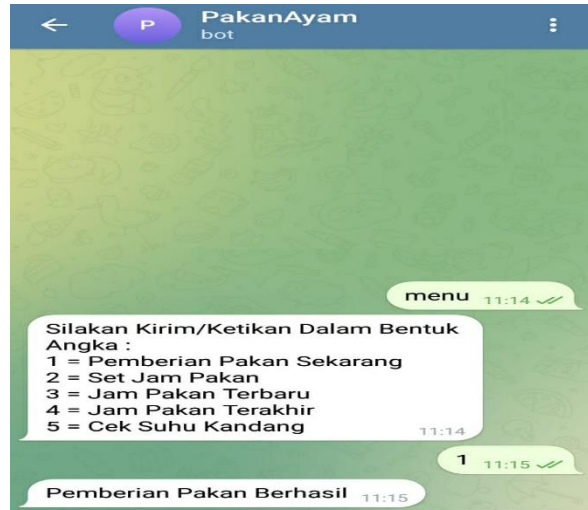 P
PakanAyam
bot
menu 11:14
Silakan Kirim/Ketikan Dalam Bentuk
Angka :
1 = Pemberian Pakan Sekarang
2 = Set Jam Pakan
3 = Jam Pakan Terbaru
4 = Jam Pakan Terakhir
5 = Cek Suhu Kandang
11:14
1 11:15
Pemberian Pakan Berhasil 11:15